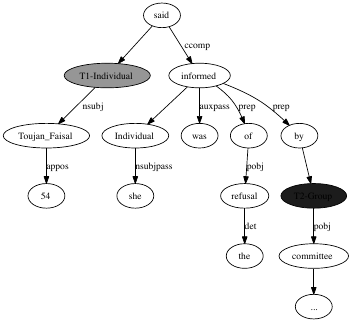 said
ccomp
T1-Individual
informed
nsubj
auxpass
prep
prep
Toujan_Faisal
Individual
was
of
by
appos
nsubjpass
pobj
54
she
refusal
T2-Group
det
pobj
the
committee
...